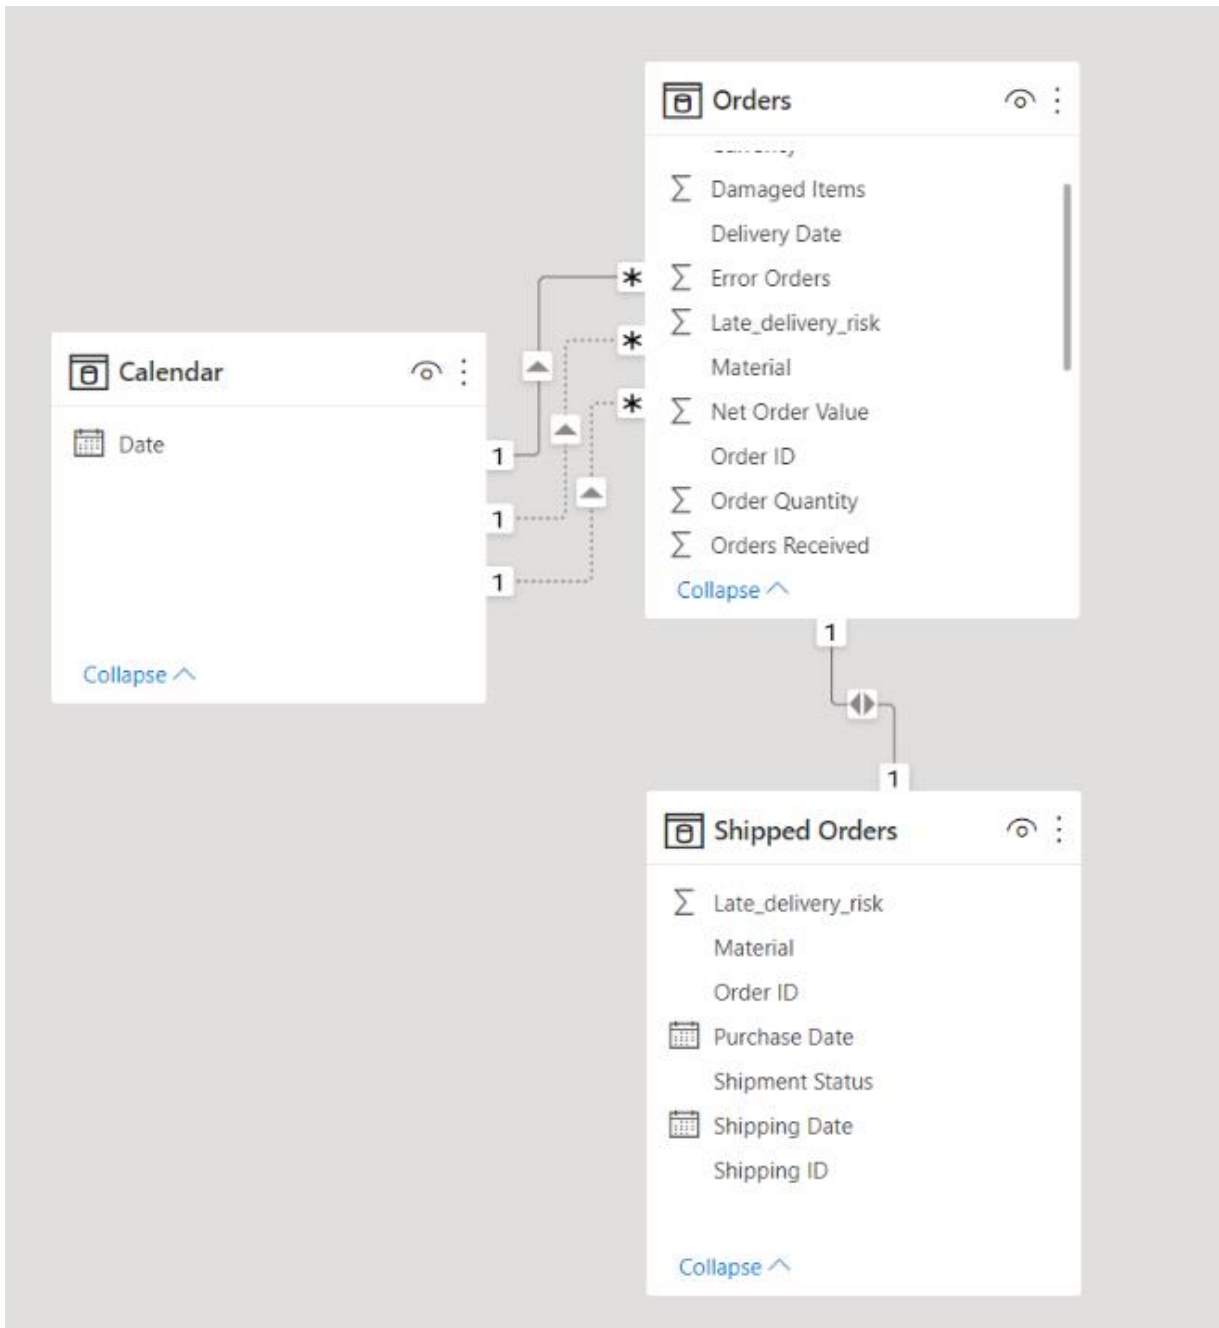 Orders
Damaged Items
Delivery Date
Error Orders
Late_delivery_risk
Material
Net Order Value
Order ID
Order Quantity
Orders Received
Collapse
Calendar
Date
Collapse
*
*
*
1
1
1
1
1
Shipped Orders
Late_delivery_risk
Material
Order ID
Purchase Date
Shipment Status
Shipping Date
Shipping ID
Collapse